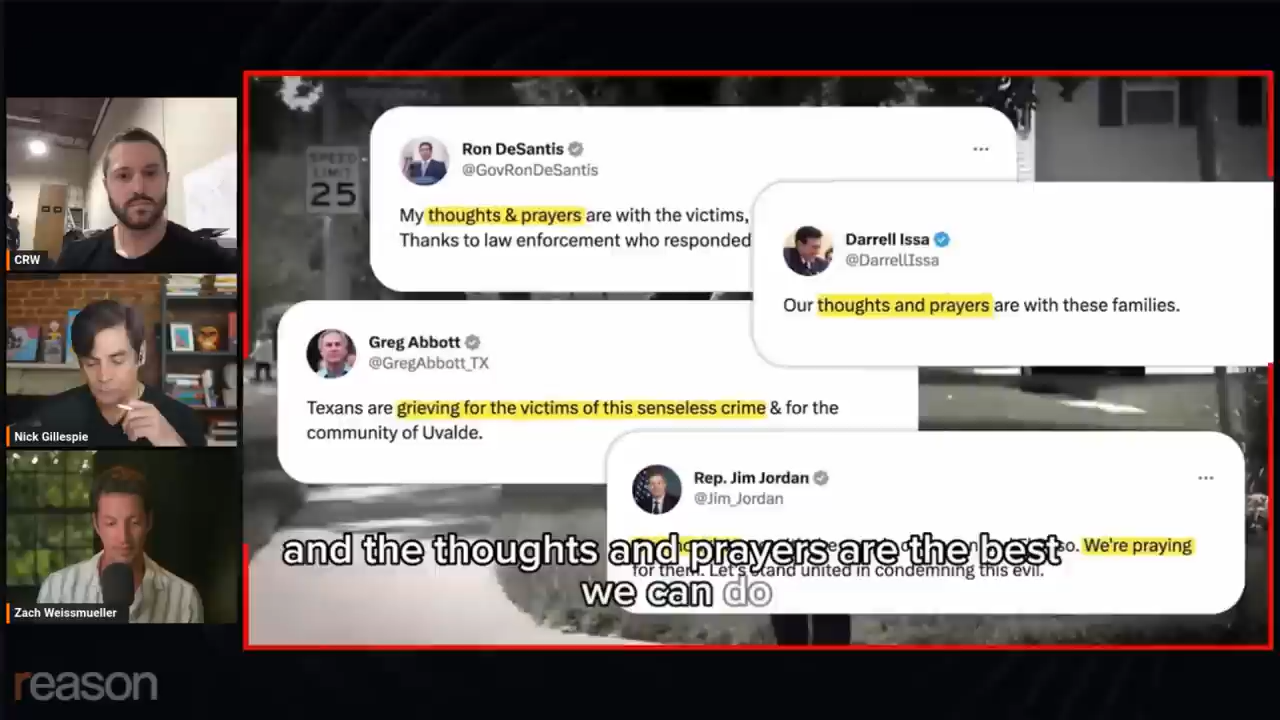 CRW
Nick Gillespie
Zach Weissmueller
reason
SPEED
LIMIT
25
Ron DeSantis
@GovRonDeSantis
My thoughts & prayers are with the victims,
Thanks to law enforcement who responded
Darrell Issa
@DarrellIssa
Our thoughts and prayers are with these families.
Greg Abbott
@GregAbbott_TX
Texans are grieving for the victims of this senseless crime & for the
community of Uvalde.
Rep. Jim Jordan
@Jim_Jordan
so. We're praying
for them. Let's stand united in condemning this evil.
and the thoughts and prayers are the best
we can do